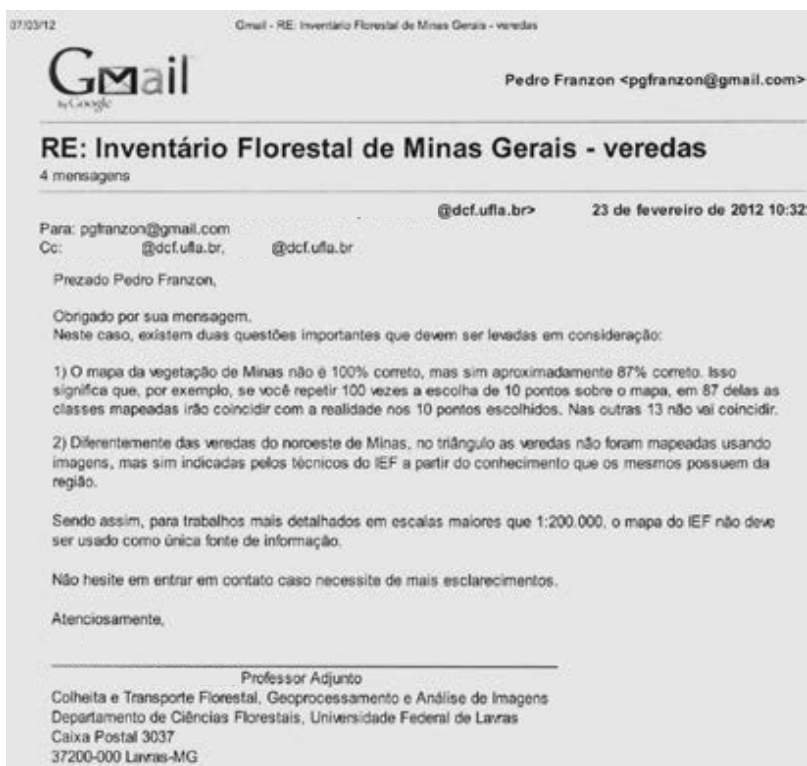 07/03/12 Gmail - RE: Inventário Florestal de Minas Gerais - veredas
Gmail
by Google
Pedro Franzon <pgfranzon@gmail.com>
RE: Inventário Florestal de Minas Gerais - veredas
4 mensagens
@dcf.ufla.br> 23 de fevereiro de 2012 10:32
Para: pgfranzon@gmail.com
Cc: @dcf.ufla.br, @dcf.ufla.br
Prezado Pedro Franzon,
Obrigado por sua mensagem.
Neste caso, existem duas questões importantes que devem ser levadas em consideração:
1) O mapa da vegetação de Minas não é 100% correto, mas sim aproximadamente 87% correto. Isso
significa que, por exemplo, se você repetir 100 vezes a escolha de 10 pontos sobre o mapa, em 87 delas as
classes mapeadas irão coincidir com a realidade nos 10 pontos escolhidos. Nas outras 13 não vai coincidir.
2) Diferentemente das veredas do noroeste de Minas, no triângulo as veredas não foram mapeadas usando
imagens, mas sim indicadas pelos técnicos do IEF a partir do conhecimento que os mesmos possuem da
região.
Sendo assim, para trabalhos mais detalhados em escalas maiores que 1:200.000, o mapa do IEF não deve
ser usado como única fonte de informação.
Não hesite em entrar em contato caso necessite de mais esclarecimentos.
Atenciosamente,
Professor Adjunto
Colheita e Transporte Florestal, Geoprocessamento e Análise de Imagens
Departamento de Ciências Florestais, Universidade Federal de Lavras
Caixa Postal 3037
37200-000 Lavras-MG